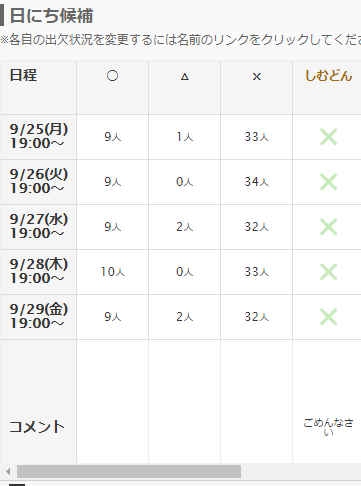 日にち候補
※各自の出欠状況を変更するには名前のリンクをクリックしてくださ
日程 ○ △ × しむどん
9/25(月)
19:00〜 9人 1人 33人 ×
9/26(火)
19:00〜 9人 0人 34人 ×
9/27(水)
19:00〜 9人 2人 32人 ×
9/28(木)
19:00〜 10人 0人 33人 ×
9/29(金)
19:00〜 9人 2人 32人 ×
コメント ごめんなさ
い